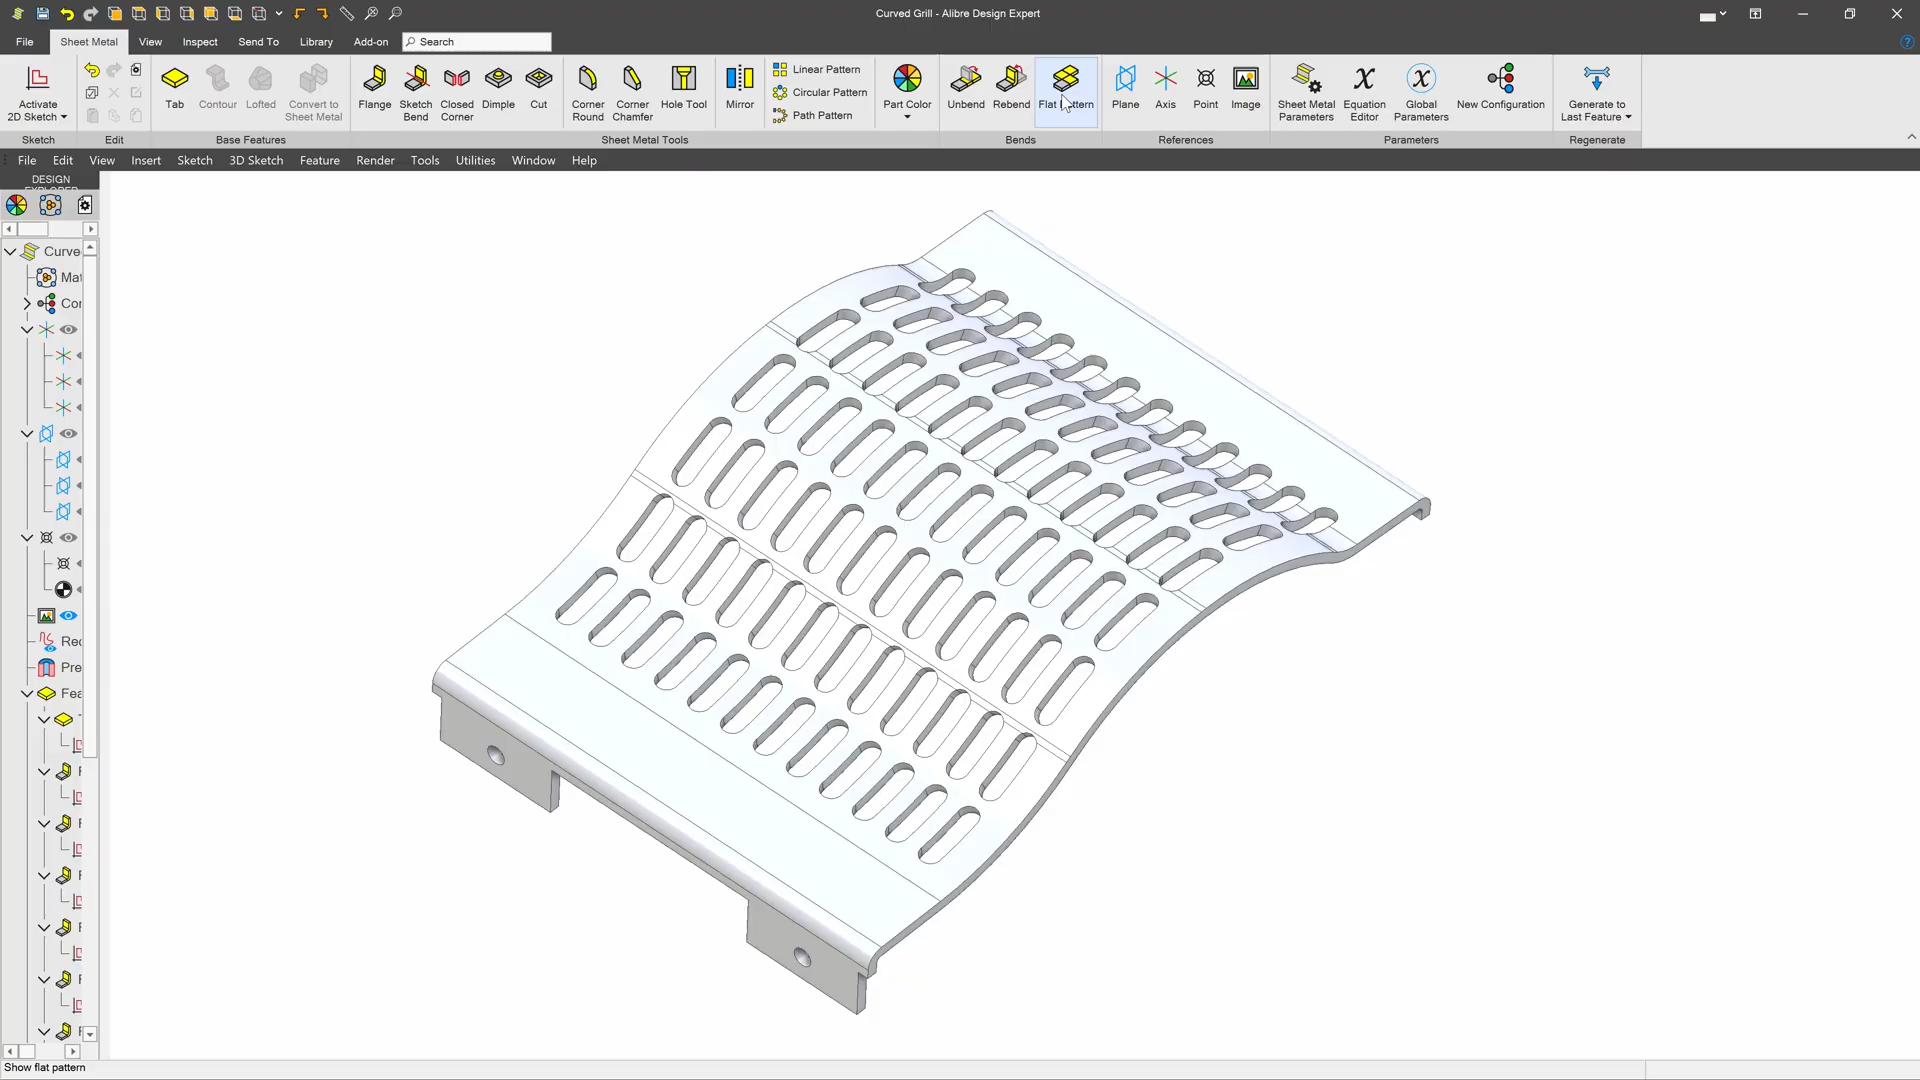 Curved Grill - Alibre Design Expert
File
Sheet Metal
View
Inspect
Send To
Library
Add-on
Search
Activate
2D Sketch
Tab
Contour
Lofted
Convert to
Sheet Metal
Flange
Sketch
Bend
Closed
Corner
Dimple
Cut
Corner
Round
Corner
Chamfer
Hole Tool
Mirror
Linear Pattern
Circular Pattern
Path Pattern
Part Color
Unbend
Rebend
Flat Pattern
Plane
Axis
Point
Image
Sheet Metal
Parameters
Equation
Editor
Global
Parameters
New Configuration
Generate to
Last Feature
Sketch
Edit
Base Features
Sheet Metal Tools
Bends
References
Parameters
Regenerate
File
Edit
View
Insert
Sketch
3D Sketch
Feature
Render
Tools
Utilities
Window
Help
DESIGN
EXPLORER
Curve
Mat
Cor
Rec
Pre
Fea
Show flat pattern